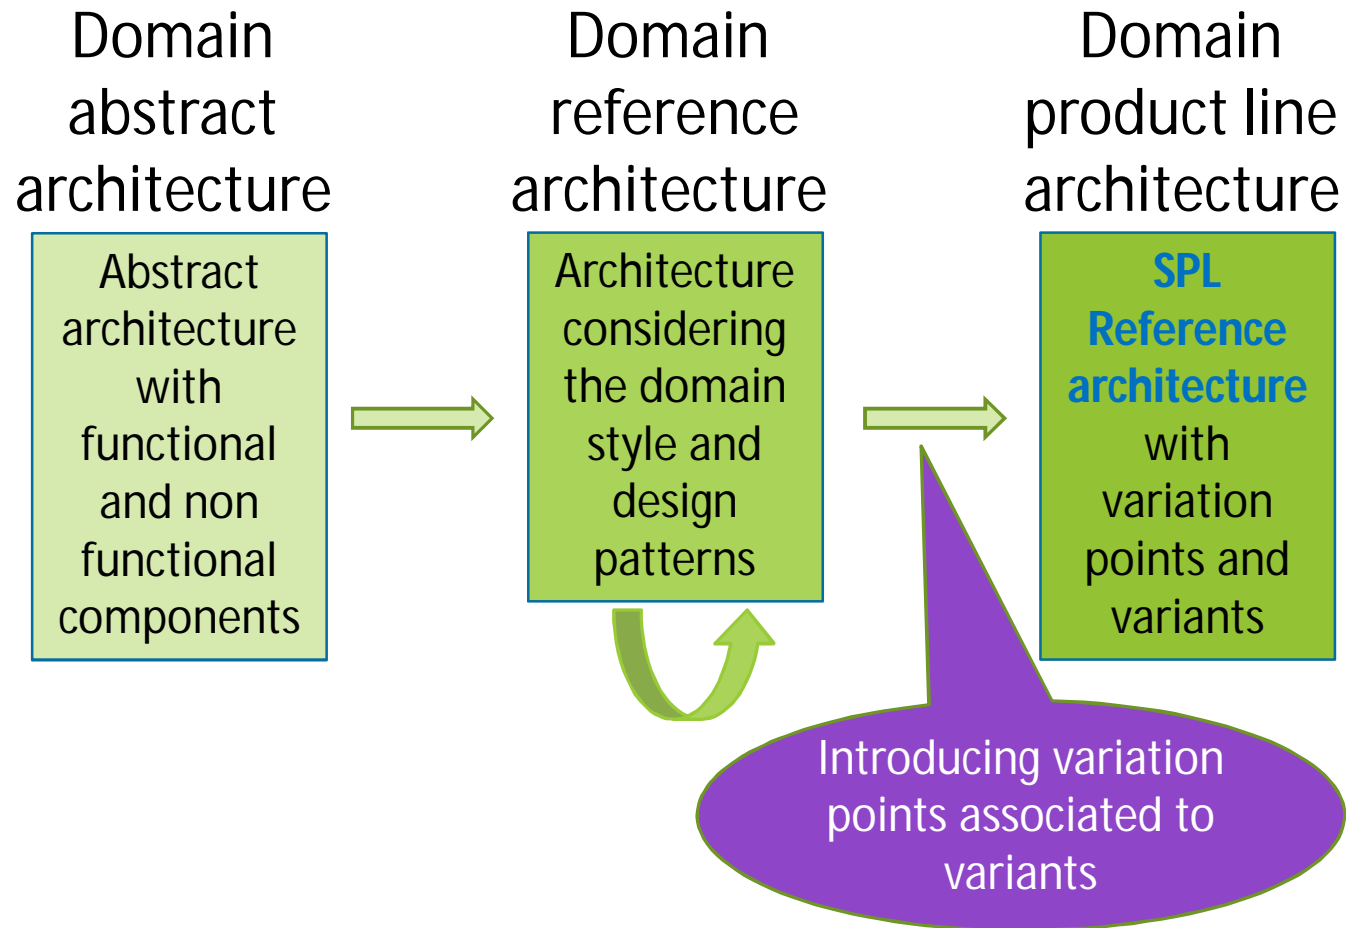 Domain
abstract
architecture
Domain
reference
architecture
Domain
product line
architecture
Abstract
architecture
with
functional
and non
functional
components
Architecture
considering
the domain
style and
design
patterns
SPL
Reference
architecture
with
variation
points and
variants
Introducing variation
points associated to
variants